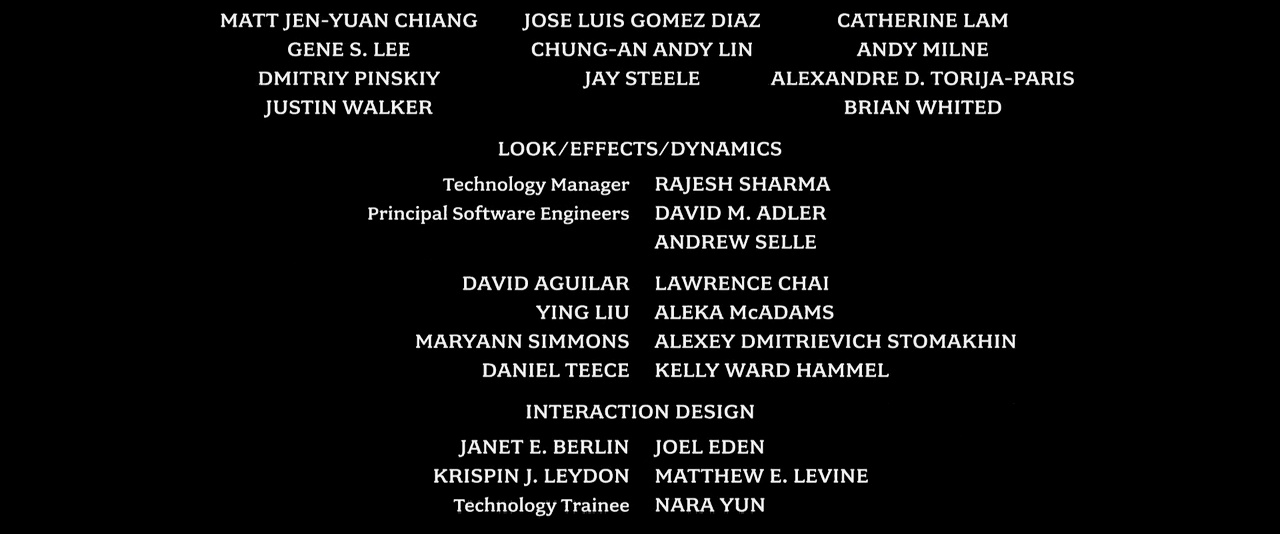 MATT JEN-YUAN CHIANG JOSE LUIS GOMEZ DIAZ CATHERINE LAM
GENE S. LEE CHUNG-AN ANDY LIN ANDY MILNE
DMITRIY PINSKIY JAY STEELE ALEXANDRE D. TORIJA-PARIS
JUSTIN WALKER BRIAN WHITED
LOOK/EFFECTS/DYNAMICS
Technology Manager RAJESH SHARMA
Principal Software Engineers DAVID M. ADLER
ANDREW SELLE
DAVID AGUILAR LAWRENCE CHAI
YING LIU ALEKA McADAMS
MARYANN SIMMONS ALEXEY DMITRIEVICH STOMAKHIN
DANIEL TEECE KELLY WARD HAMMEL
INTERACTION DESIGN
JANET E. BERLIN JOEL EDEN
KRISPIN J. LEYDON MATTHEW E. LEVINE
Technology Trainee NARA YUN